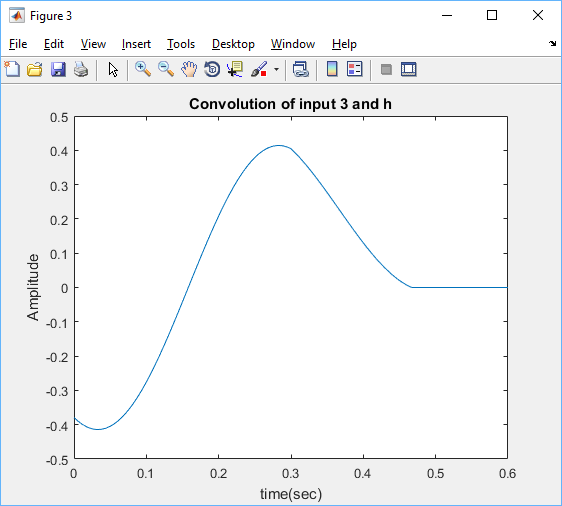 Figure 3
File Edit View Insert Tools Desktop Window Help
Convolution of input 3 and h
0.5
0.4
0.3
0.2
0.1
0
-0.1
-0.2
-0.3
-0.4
-0.5
Amplitude
0 0.1 0.2 0.3 0.4 0.5 0.6
time(sec)